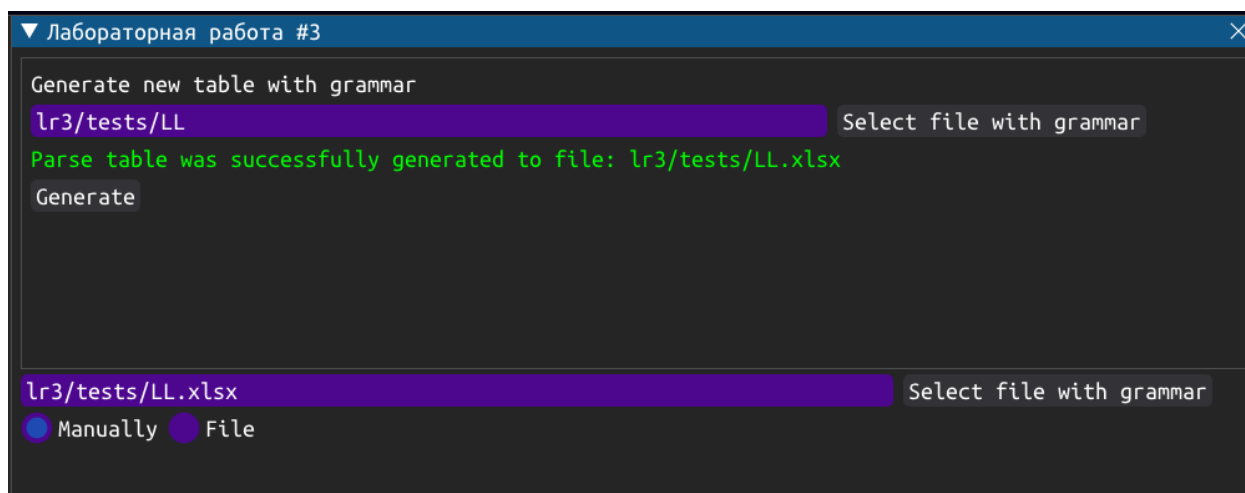 Лабораторная работа #3
Generate new table with grammar
lr3/tests/LL Select file with grammar
Parse table was successfully generated to file: lr3/tests/LL.xlsx
Generate
lr3/tests/LL.xlsx Select file with grammar
Manually File